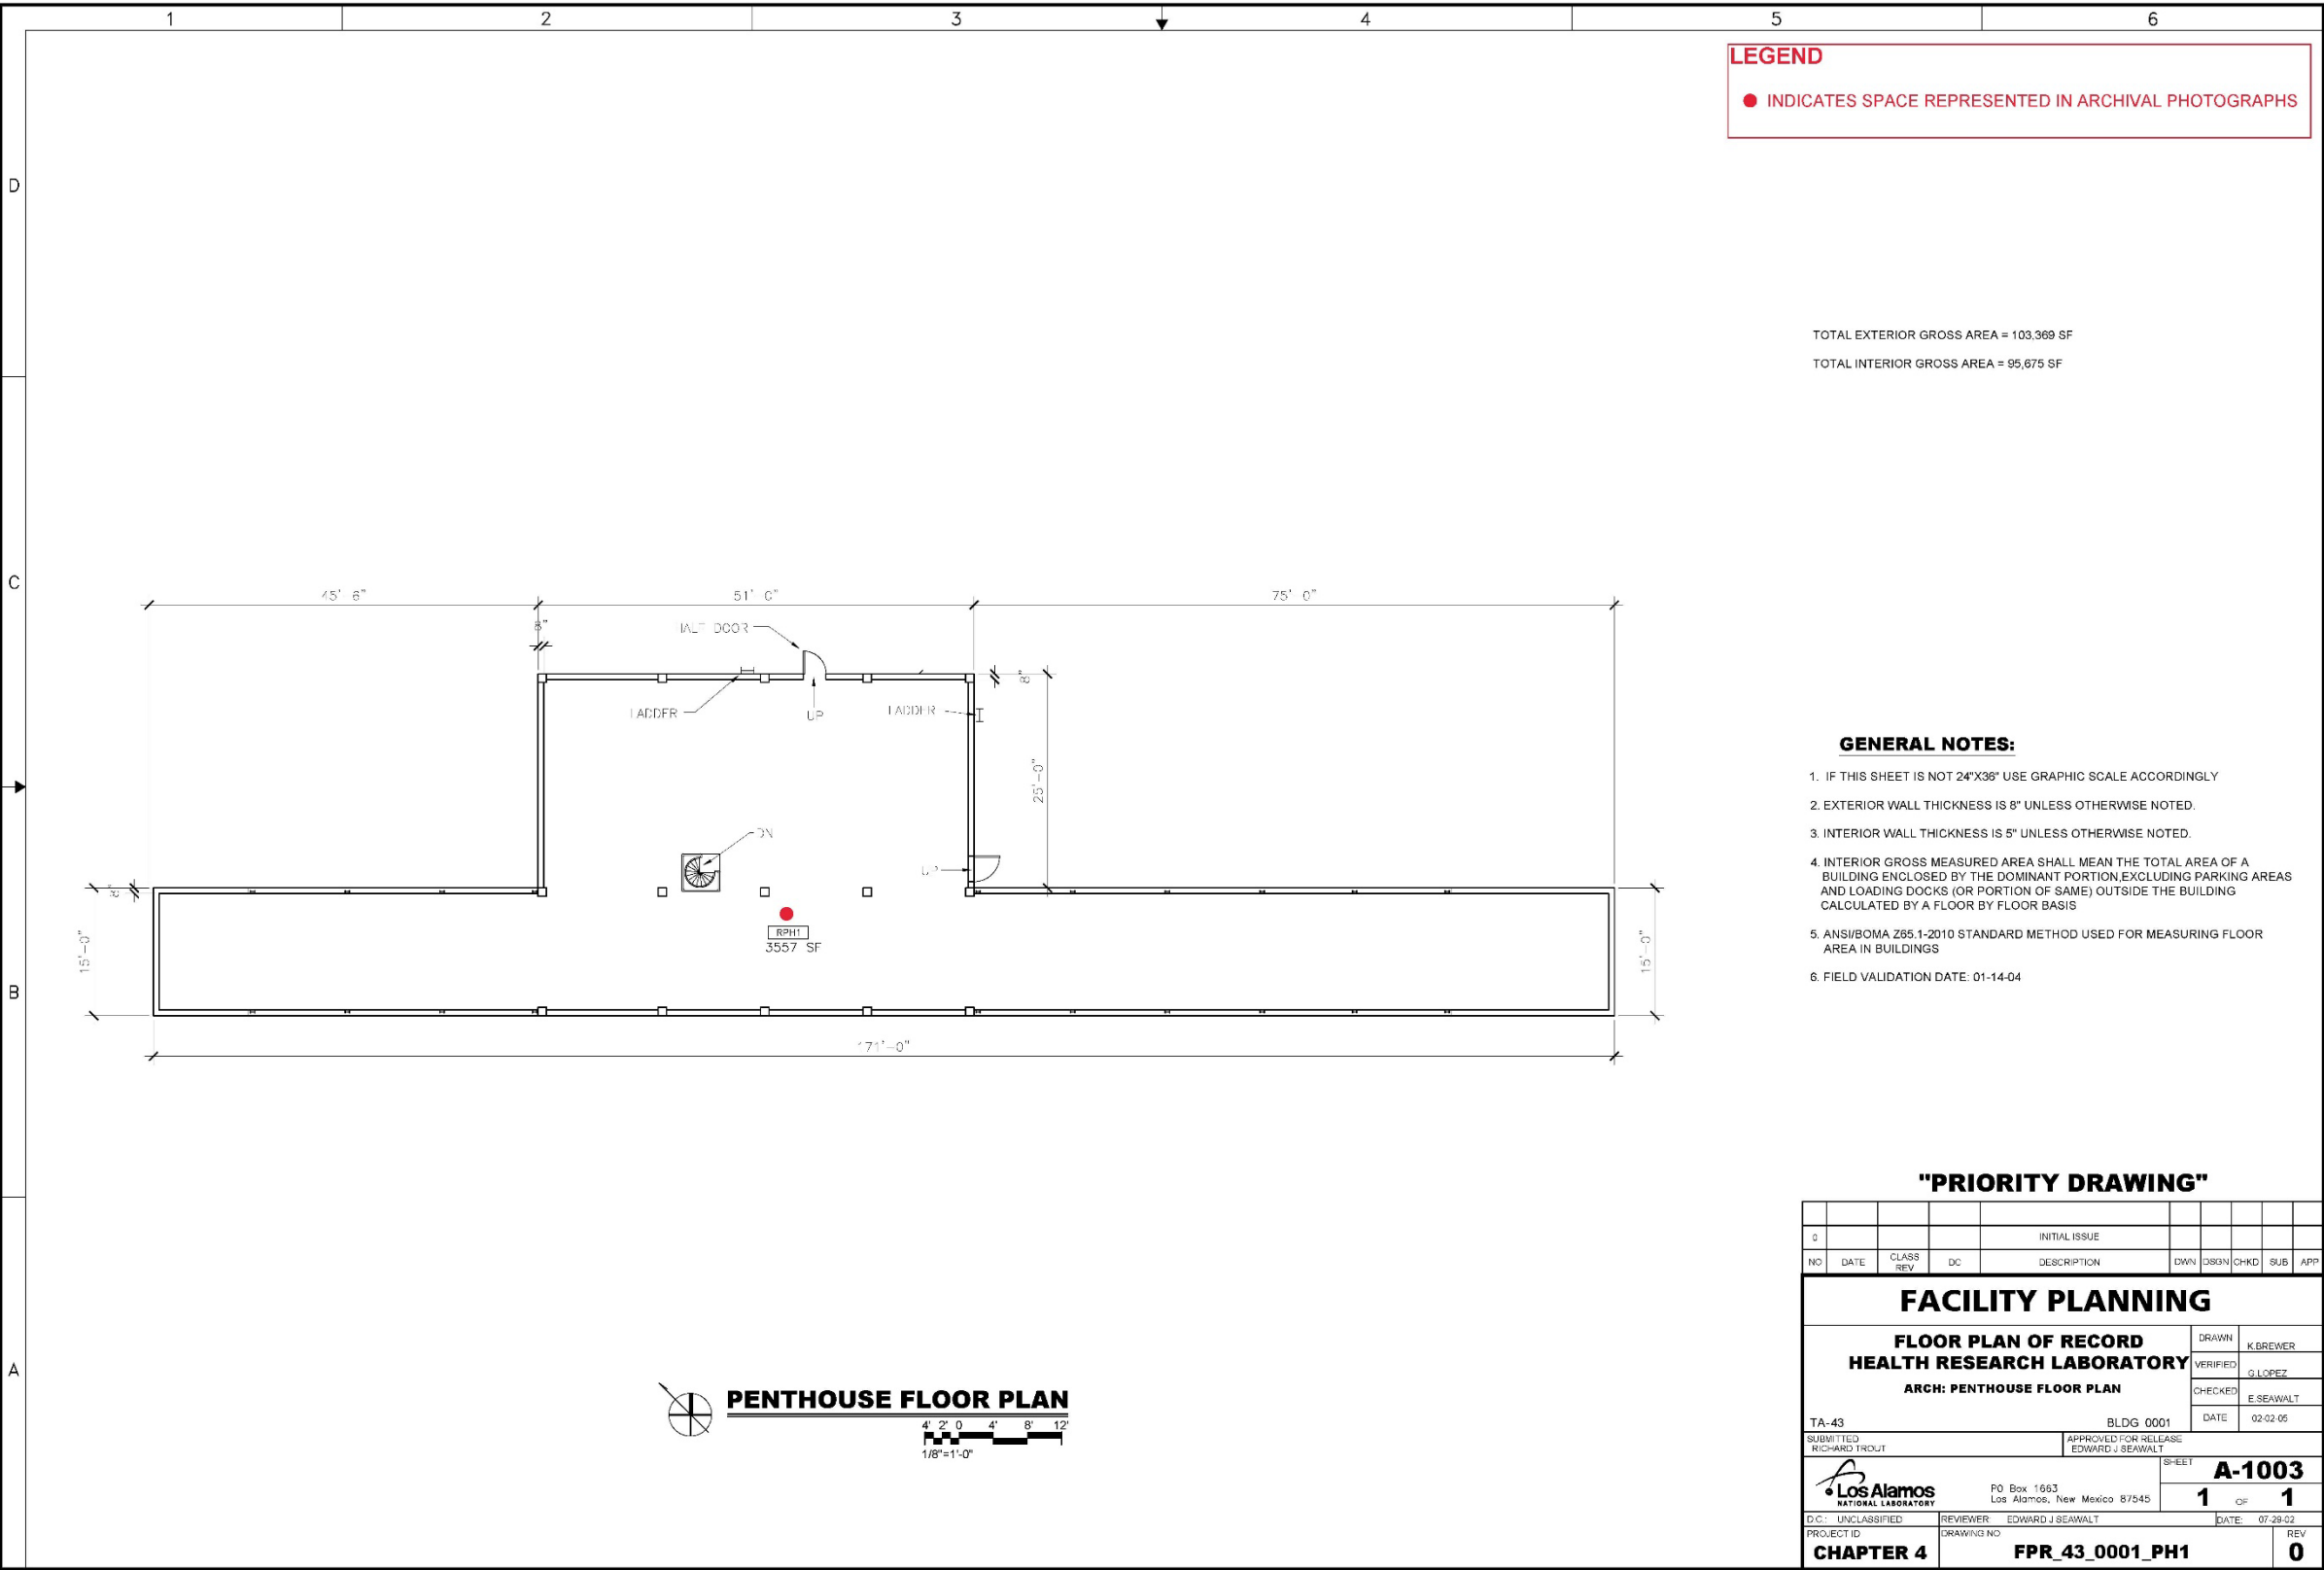 1 2 3 4 5 6
D
C
B
A
LEGEND
INDICATES SPACE REPRESENTED IN ARCHIVAL PHOTOGRAPHS
TOTAL EXTERIOR GROSS AREA = 103,369 SF
TOTAL INTERIOR GROSS AREA = 95,675 SF
45' 6" 51' 0" 75' 0"
8"
DOOR
8"
LADDER
UP
LADDER
25'-0"
DN
UP
8"
15'-0"
RPH1
3557 SF
15'-0"
171'-0"
GENERAL NOTES:
1. IF THIS SHEET IS NOT 24"X36" USE GRAPHIC SCALE ACCORDINGLY
2. EXTERIOR WALL THICKNESS IS 8" UNLESS OTHERWISE NOTED.
3. INTERIOR WALL THICKNESS IS 5" UNLESS OTHERWISE NOTED.
4. INTERIOR GROSS MEASURED AREA SHALL MEAN THE TOTAL AREA OF A
BUILDING ENCLOSED BY THE DOMINANT PORTION,EXCLUDING PARKING AREAS
AND LOADING DOCKS (OR PORTION OF SAME) OUTSIDE THE BUILDING
CALCULATED BY A FLOOR BY FLOOR BASIS
5. ANSI/BOMA Z65.1-2010 STANDARD METHOD USED FOR MEASURING FLOOR
AREA IN BUILDINGS
6. FIELD VALIDATION DATE: 01-14-04
PENTHOUSE FLOOR PLAN
4' 2' 0 4' 8' 12'
1/8"=1'-0"
"PRIORITY DRAWING"
0 INITIAL ISSUE
NO DATE CLASS REV DC DESCRIPTION DWN DSGN CHKD SUB APP
FACILITY PLANNING
FLOOR PLAN OF RECORD
HEALTH RESEARCH LABORATORY
ARCH: PENTHOUSE FLOOR PLAN
TA-43 BLDG 0001
DRAWN K.BREWER
VERIFIED G.LOPEZ
CHECKED E.SEAWALT
DATE 02-02-05
SUBMITTED
RICHARD TROUT
APPROVED FOR RELEASE
EDWARD J SEAWALT
Los Alamos
NATIONAL LABORATORY
PO Box 1663
Los Alamos, New Mexico 87545
SHEET A-1003
1 OF 1
D.C.: UNCLASSIFIED REVIEWER EDWARD J SEAWALT DATE: 07-29-02
PROJECT ID
CHAPTER 4
DRAWING NO
FPR_43_0001_PH1
REV
0